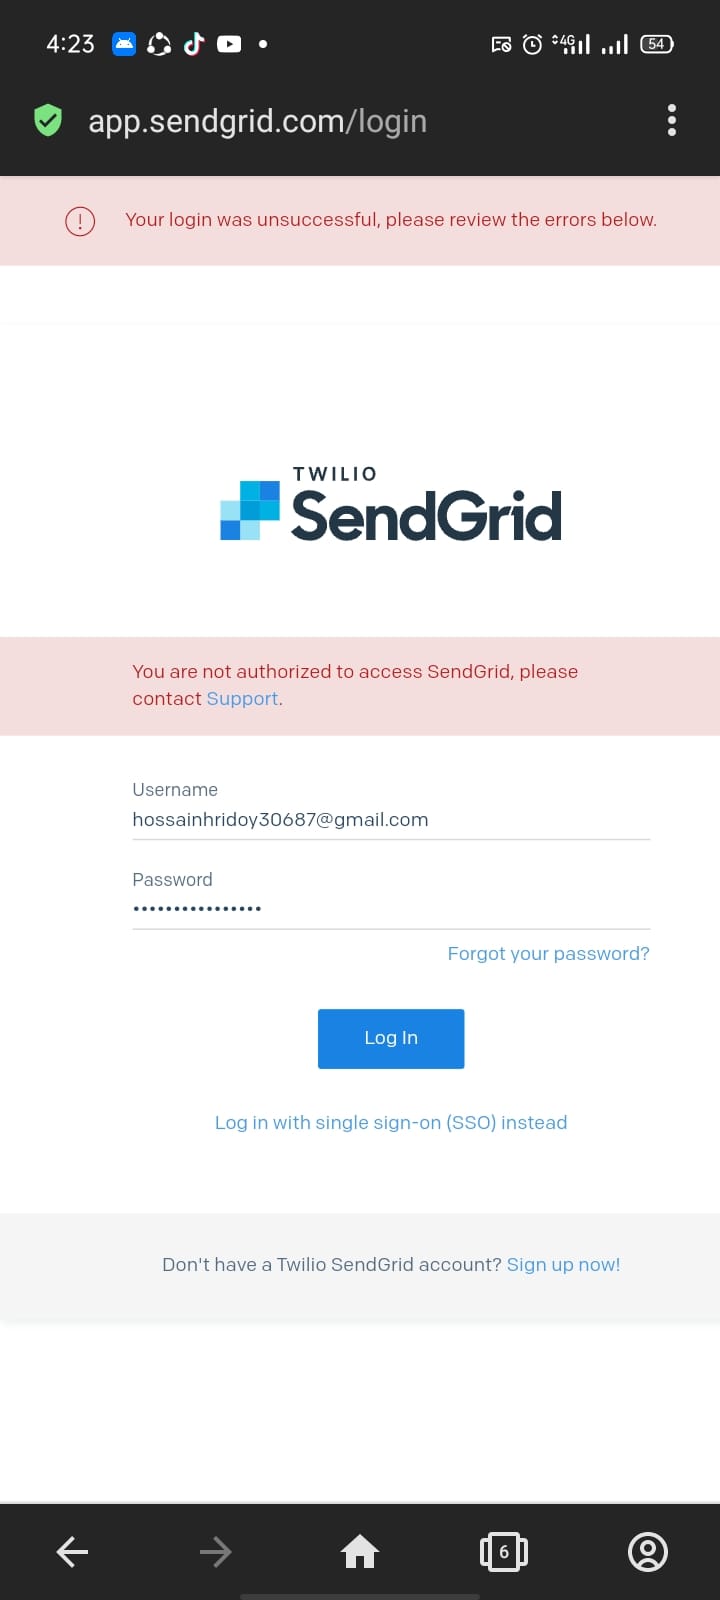 4:23
4G
54
app.sendgrid.com/login
Your login was unsuccessful, please review the errors below.
TWILIO
SendGrid
You are not authorized to access SendGrid, please
contact Support.
Username
hossainhridoy30687@gmail.com
Password
••••••••••••••••
Forgot your password?
Log In
Log in with single sign-on (SSO) instead
Don't have a Twilio SendGrid account? Sign up now!
6